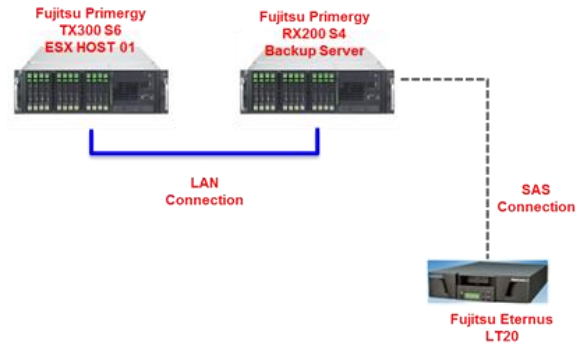 Fujitsu Primergy
TX300 S6
ESX HOST 01
Fujitsu Primergy
RX200 S4
Backup Server
LAN
Connection
SAS
Connection
Fujitsu Eternus
LT20